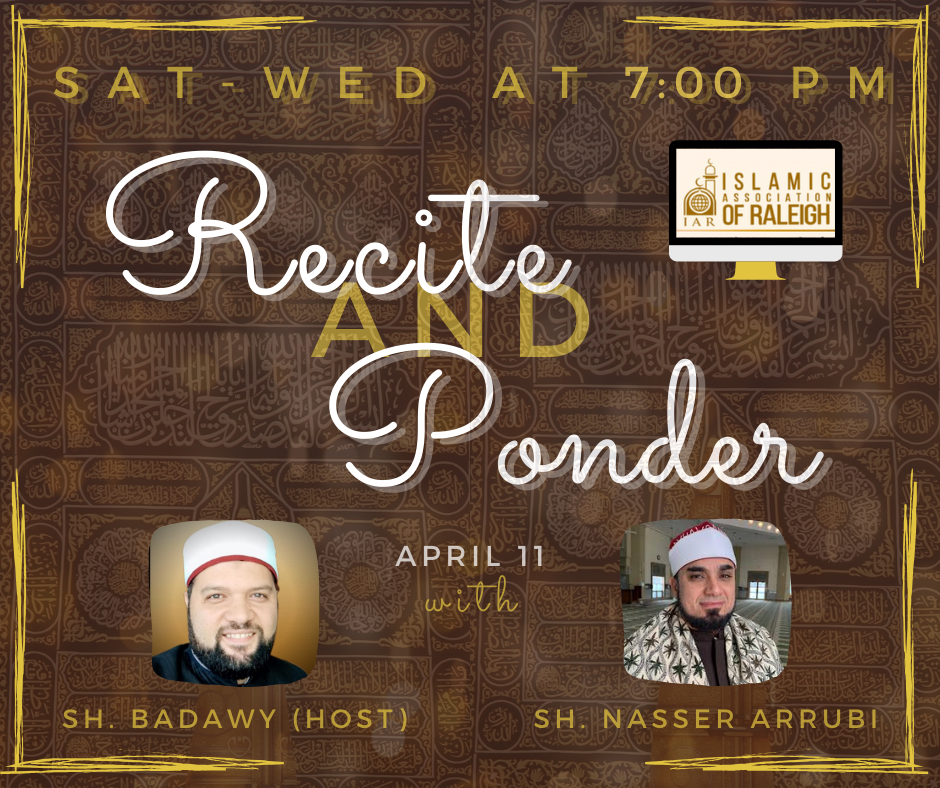 SAT-WED AT 7:00 PM
ISLAMIC
ASSOCIATION
OF RALEIGH
IAR
Recite
AND
Ponder
APRIL 11
with
SH. BADAWY (HOST)
SH. NASSER ARRUBI